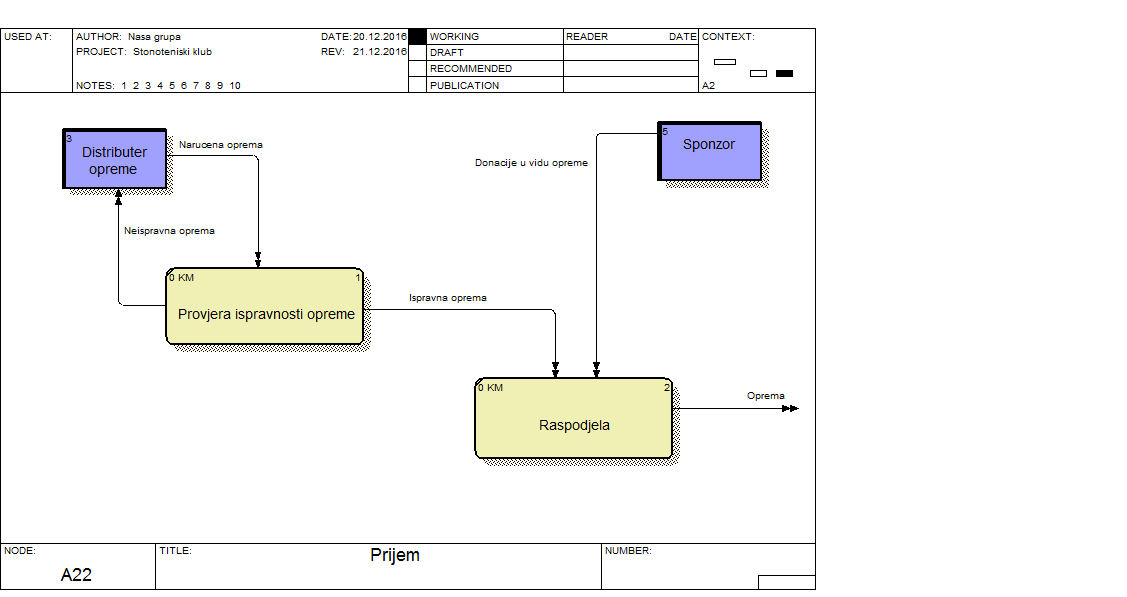 USED AT:
AUTHOR: Nasa grupa
DATE: 20.12.2016
WORKING
READER
DATE
CONTEXT:
PROJECT: Stonoteniski klub
REV: 21.12.2016
DRAFT
RECOMMENDED
NOTES: 1 2 3 4 5 6 7 8 9 10
PUBLICATION
A2
3
Distributer
opreme
Narucena oprema
5
Sponzor
Donacije u vidu opreme
Neispravna oprema
0 KM
1
Provjera ispravnosti opreme
Ispravna oprema
0 KM
2
Raspodjela
Oprema
NODE:
A22
TITLE:
Prijem
NUMBER: